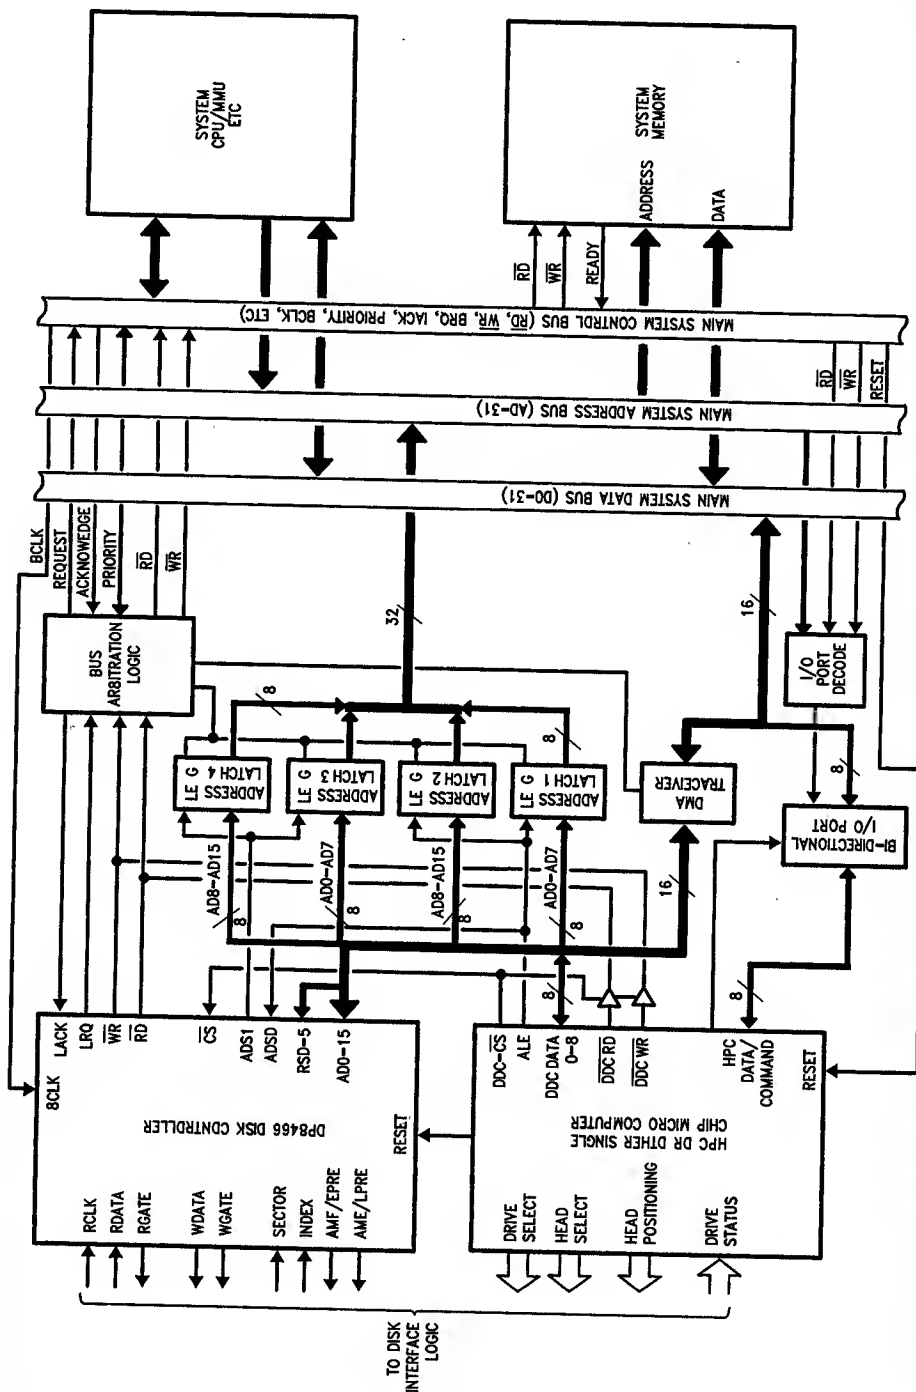 SYSTEM
CPU/MMU
ETC
SYSTEM
MEMORY
ADDRESS
DATA
RD
WR
READY
MAIN SYSTEM CONTROL BUS (RD, WR, BRQ, IACK, PRIORITY, BCLK, ETC)
MAIN SYSTEM ADDRESS BUS (AD-31)
MAIN SYSTEM DATA BUS (D0-31)
RD
WR
RESET
BCLK
REQUEST
ACKNOWEDGE
PRIORITY
RD
WR
BUS
ARBITRATION
LOGIC
32
16
I/O
PORT
DECODE
8
8
LE G
ADDRESS
LATCH 4
LE G
ADDRESS
LATCH 3
LE G
ADDRESS
LATCH 2
LE G
ADDRESS
LATCH 1
DMA
TRACEIVER
8
BI-DIRECTIONAL
I/O PORT
AD8-AD15
8
AD0-AD7
8
AD8-AD15
8
AD0-AD7
8
16
8
8
LACK
LRQ
WR
RD
CS
ADS1
ADSD
RSD-5
AD0-15
8CLK
DP8466 DISK CONTROLLER
RESET
RCLK
RDATA
RGATE
WDATA
WGATE
SECTOR
INDEX
AMF/EPRE
AME/LPRE
DDC-CS
ALE
DDC DATA
0-8
DDC RD
DDC WR
HPC
DATA/
COMMAND
RESET
HPC DR DTHER SINGLE
CHIP MICRO COMPUTER
DRIVE
SELECT
HEAD
SELECT
HEAD
POSITIONING
DRIVE
STATUS
TO DISK
INTERFACE
LOGIC